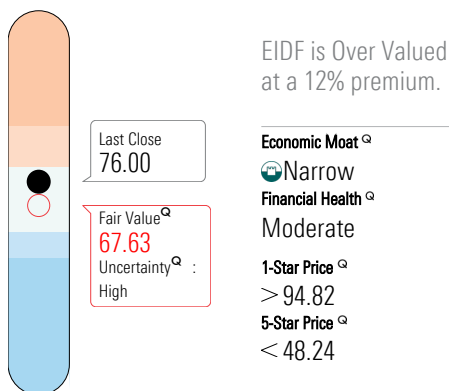 EIDF is Over Valued
at a 12% premium.
Last Close
76.00
Fair Value Q
67.63
Uncertainty Q :
High
Economic Moat Q
Narrow
Financial Health Q
Moderate
1-Star Price Q
>94.82
5-Star Price Q
<48.24